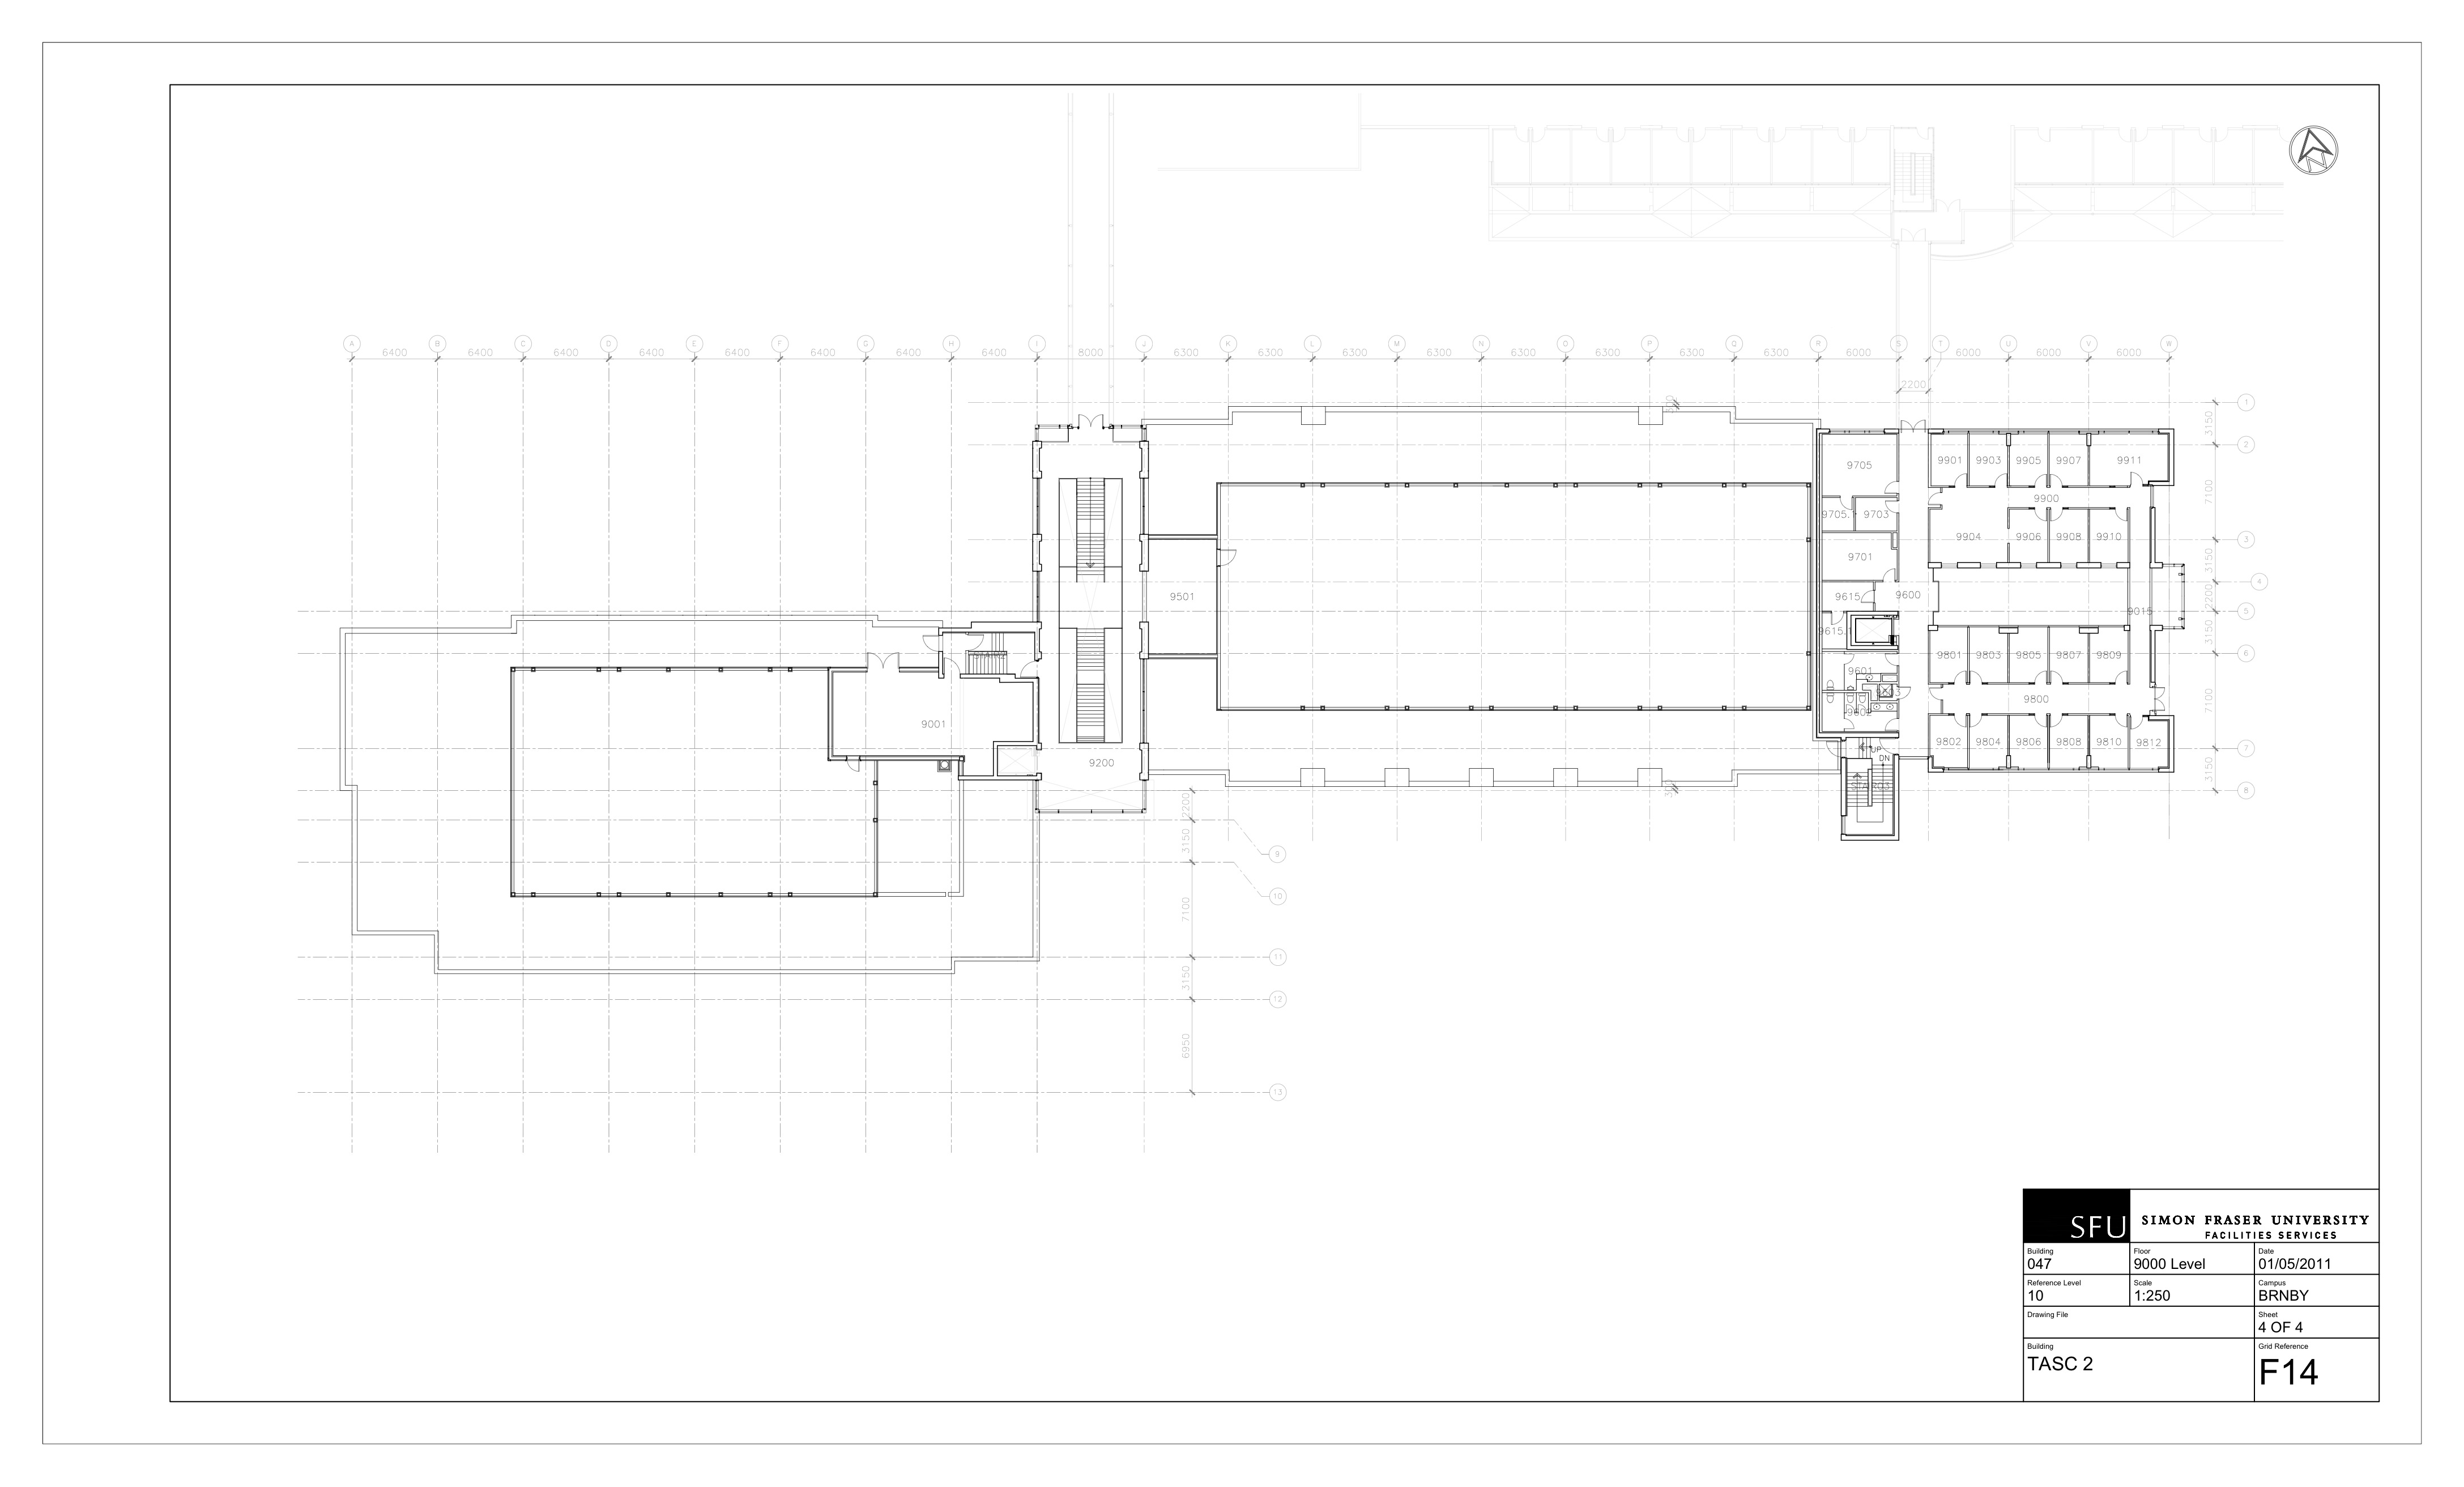 A B C D E F G H I J K L M N O P Q R S T U V W
6400 6400 6400 6400 6400 6400 6400 6400 8000 6300 6300 6300 6300 6300 6300 6300 6300 6000 6000 6000 6000
2200
1
3150
2
7100
3
3150
4
2200
5
3150
6
7100
7
3150
8
9705
9901 9903 9905 9907 9911
9900
9705. 9703
9904 9906 9908 9910
9701
9501
9615 9600
9015
9615.1
9801 9803 9805 9807 9809
9601
9603
9800
9602
9001
9802 9804 9806 9808 9810 9812
UP
DN
9200
2200
3150
9
10
7100
11
3150
12
6950
13
SFU SIMON FRASER UNIVERSITY
FACILITIES SERVICES
Building Floor Date
047 9000 Level 01/05/2011
Reference Level Scale Campus
10 1:250 BRNBY
Drawing File Sheet
4 OF 4
Building Grid Reference
TASC 2 F14